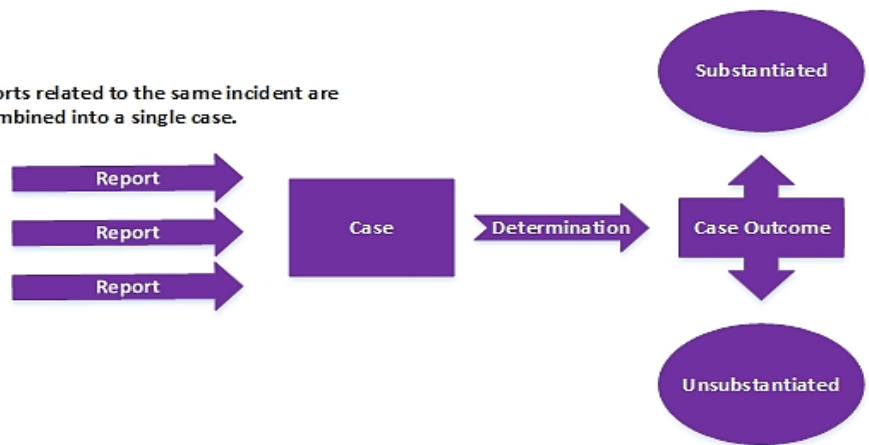 orts related to the same incident are
mbined into a single case.
Report
Report
Report
Case
Determination
Case Outcome
Substantiated
Unsubstantiated